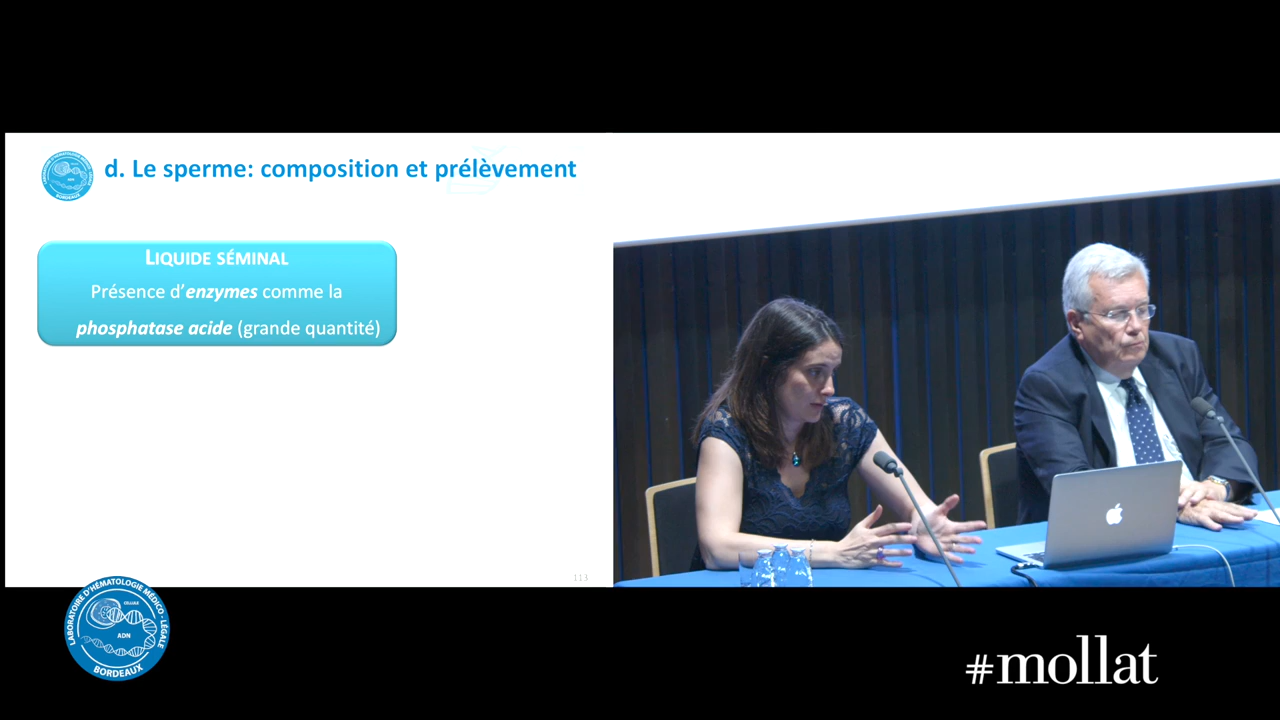 d. Le sperme: composition et prélèvement
LIQUIDE SÉMINAL
Présence d'enzymes comme la
phosphatase acide (grande quantité)
113
LABORATOIRE D'HÉMATOLOGIE MÉDICO-LÉGALE
ADN
BORDEAUX
#mollat